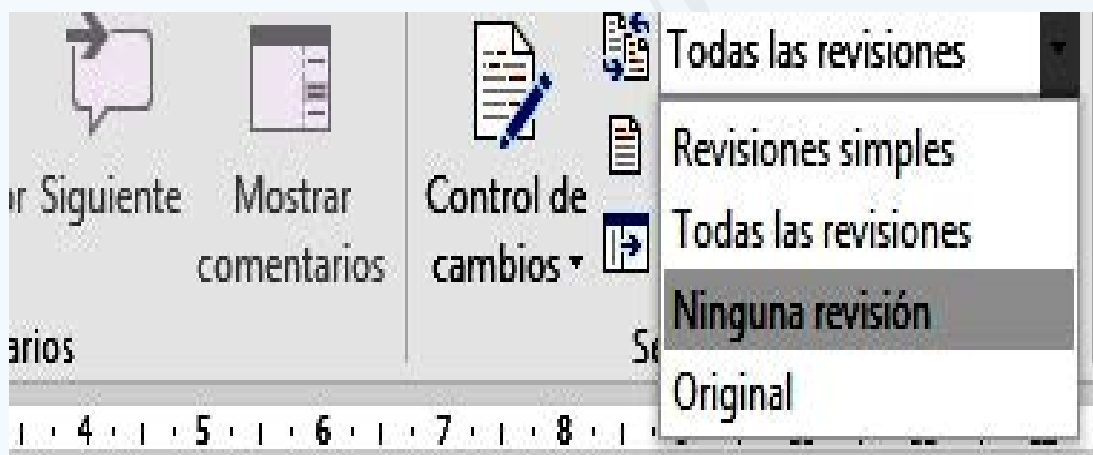 Todas las revisiones
Revisiones simples
Todas las revisiones
Ninguna revisión
Original
Siguiente
Mostrar
comentarios
Control de
cambios
4 5 6 7 8